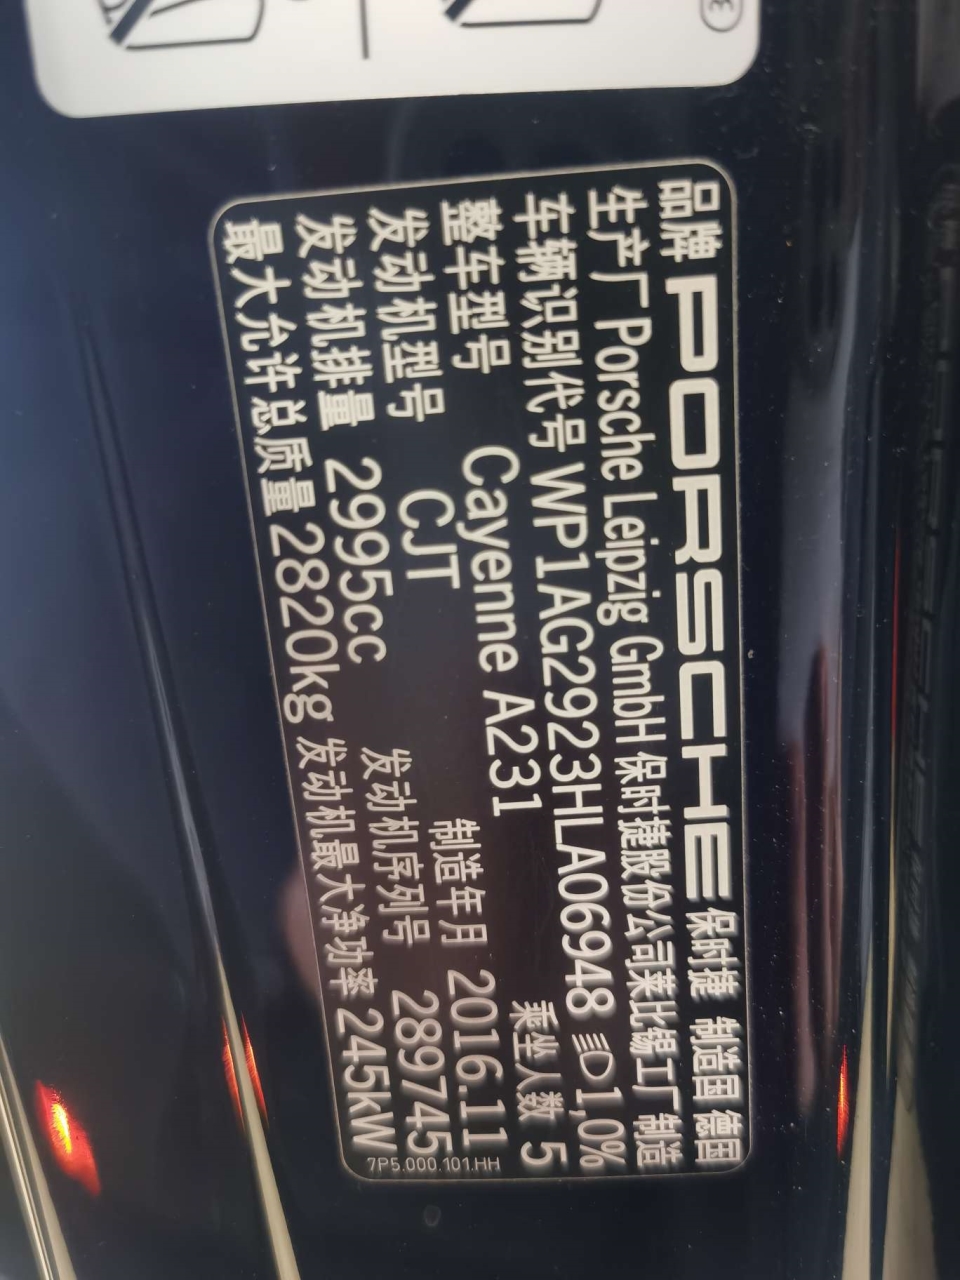 品牌 PORSCHE 保时捷 制造国 德国
生产厂 Porsche Leipzig GmbH 保时捷股份公司莱比锡工厂 制造
车辆识别代号 WP1AG2923HLA06948 1,0%
整车型号 Cayenne A231 乘坐人数 5
发动机型号 CJT 制造年月 2016.11
发动机排量 2995cc 发动机序列号 289745
最大允许总质量 2820kg 发动机最大净功率 245kW
7P5.000.101.HH